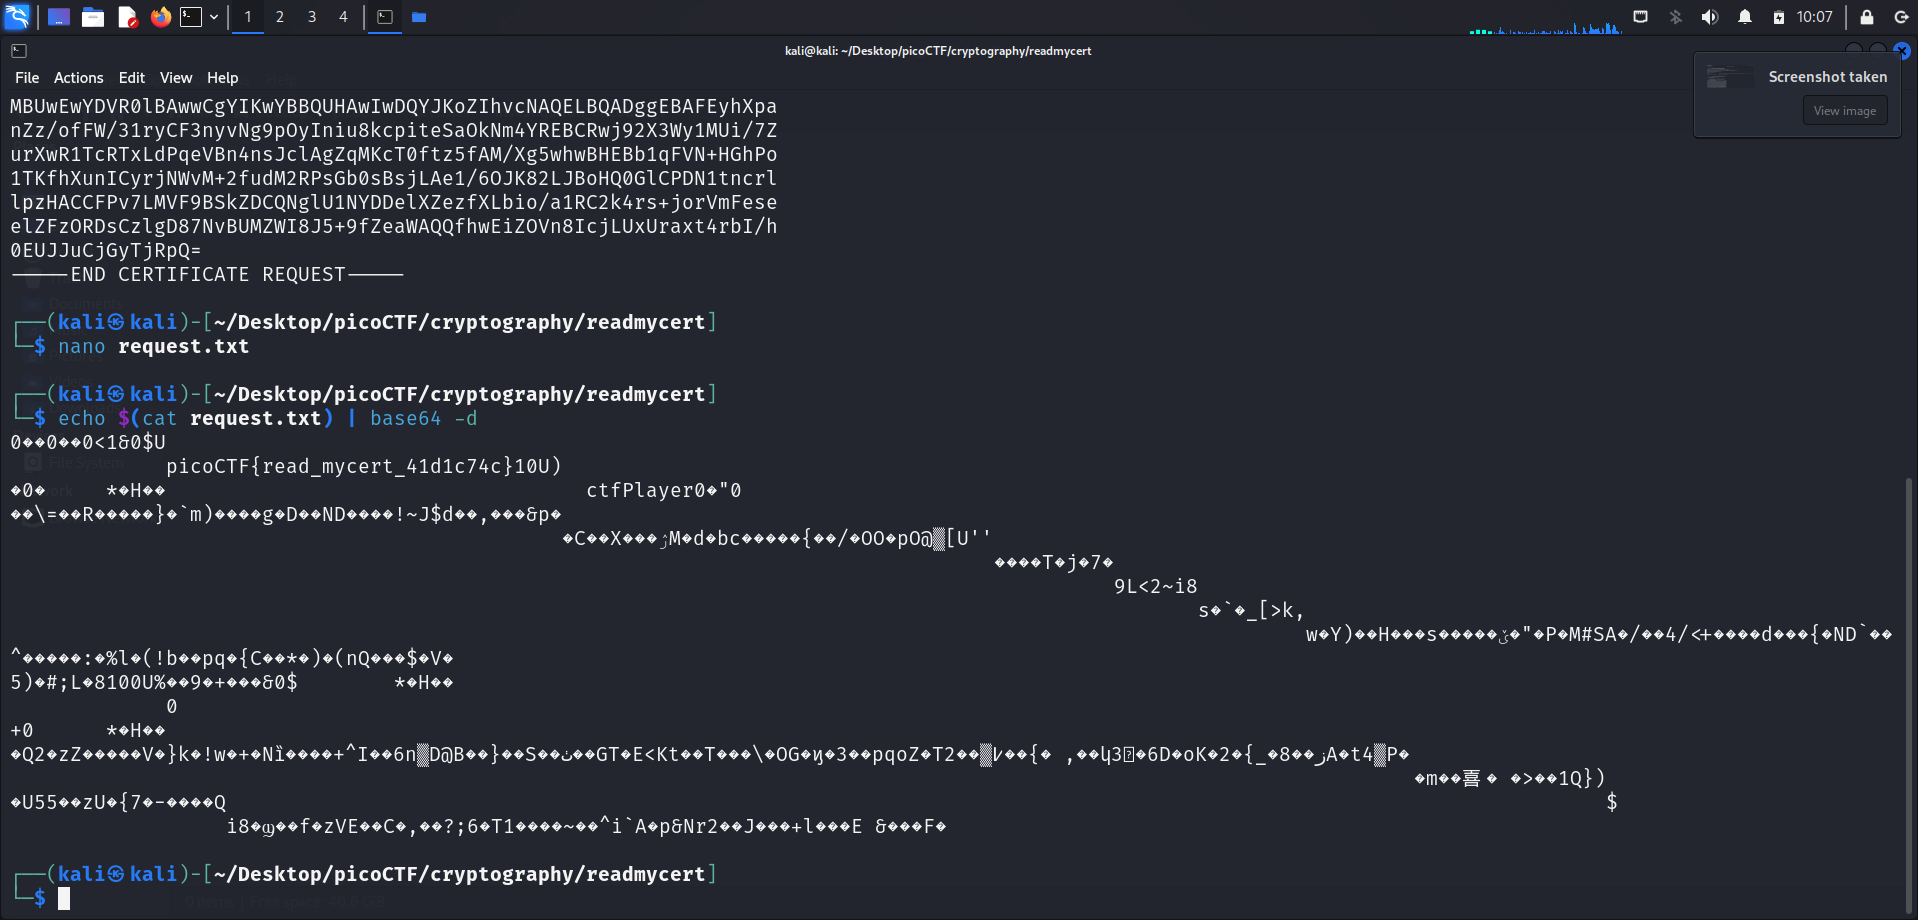 1 2 3 4 10:07
kali@kali: ~/Desktop/picoCTF/cryptography/readmycert
File Actions Edit View Help
Screenshot taken
View image
MBUwEwYDVR0lBAwwCgYIKwYBBQUHAwIwDQYJKoZIhvcNAQELBQADggEBAFEyhXpa
nZz/ofFW/31ryCF3nyvNg9pOyIniu8kcpiteSaOkNm4YREBCRwj92X3Wy1MUi/7Z
urXwR1TcRTxLdPqeVBn4nsJclAgZqMKcT0ftz5fAM/Xg5whwBHEBb1qFVN+HGhPo
1TKfhXunICyrjNWvM+2fudM2RPsGb0sBsjLAe1/6OJK82LJBoHQ0GlCPDN1tncrl
lpzHACCFPv7LMVF9BSkZDCQNglU1NYDDelXZezfXLbio/a1RC2k4rs+jorVmFese
elZFzORDsCzlgD87NvBUMZWI8J5+9fZeaWAQQfhwEiZOVn8IcjLUxUraxt4rbI/h
0EUJJuCjGyTjRpQ=
-----END CERTIFICATE REQUEST-----
┌──(kali㉿kali)-[~/Desktop/picoCTF/cryptography/readmycert]
└─$ nano request.txt
┌──(kali㉿kali)-[~/Desktop/picoCTF/cryptography/readmycert]
└─$ echo $(cat request.txt) | base64 -d
0��0��0<1&0$U
picoCTF{read_mycert_41d1c74c}10U)
�0� *�H�� ctfPlayer0�"0
��\=��R�����}�`m)����g�D��ND����!~J$d��,���&p�
�C��X���M�d�bc�����{��/�OO�pO@▒[U''
����T�j�7�
9L<2~i8
s�`�_[>k,
w�Y)��H���s�����"�P�M#SA�/��4/<+����d���{�ND`��
^�����:�%l�(!b��pq�{C��*�)�(nQ���$�V�
5)�#;L�8100U%��9�+���&0$ *�H��
0
+0 *�H��
�Q2�zZ�����V�}k�!w�+�Nȉ����+^I��6n▒D@B��}��S����GT�E<Kt��T���\�OG��3��pqoZ�T2��▒��{� ,��3�6D�oK�2�{_�8��A�t4▒P�
�m��� �>��1Q})
�U55��zU�{7�-����Q $
i8���f�zVE��C�,��?;6�T1����~��^i`A�p&Nr2��J���+l���E &���F�
┌──(kali㉿kali)-[~/Desktop/picoCTF/cryptography/readmycert]
└─$